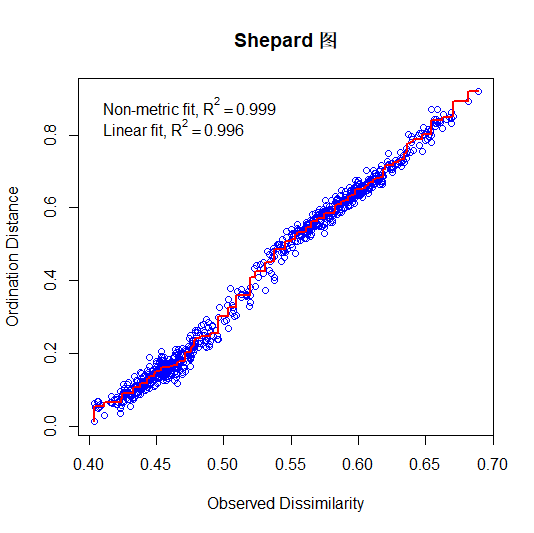 Shepard 图
Non-metric fit, R² = 0.999
Linear fit, R² = 0.996
Ordination Distance
0.8
0.6
0.4
0.2
0.0
0.40 0.45 0.50 0.55 0.60 0.65 0.70
Observed Dissimilarity